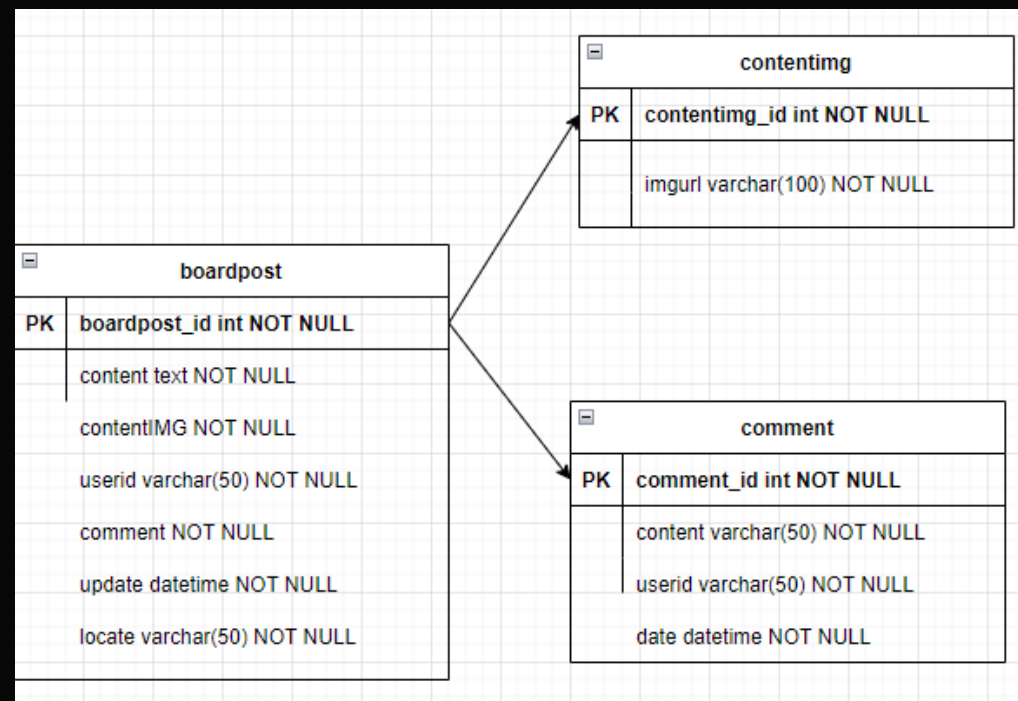 contentimg
PK contentimg_id int NOT NULL
imgurl varchar(100) NOT NULL
boardpost
PK boardpost_id int NOT NULL
content text NOT NULL
contentIMG NOT NULL
userid varchar(50) NOT NULL
comment NOT NULL
update datetime NOT NULL
locate varchar(50) NOT NULL
comment
PK comment_id int NOT NULL
content varchar(50) NOT NULL
userid varchar(50) NOT NULL
date datetime NOT NULL